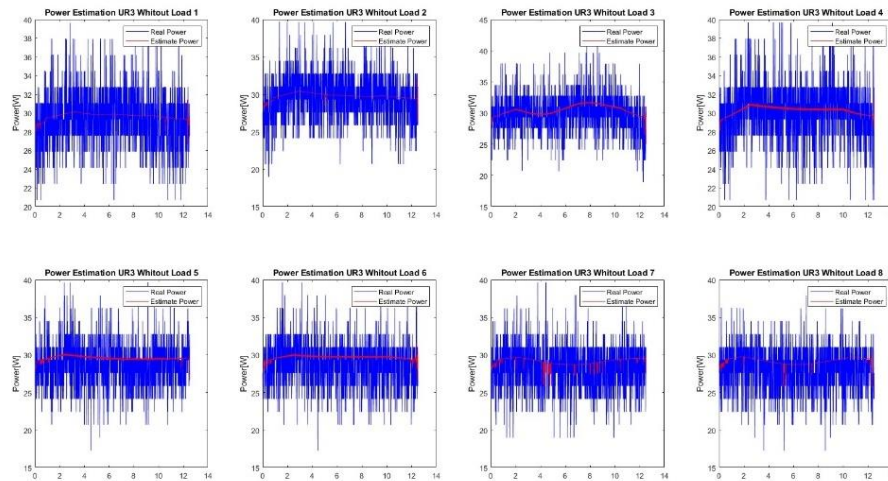 Power Estimation UR3 Whitout Load 1
Real Power
Estimate Power
Power[W]
40
38
36
34
32
30
28
26
24
22
20
0 2 4 6 8 10 12 14
Power Estimation UR3 Whitout Load 2
Real Power
Estimate Power
Power[W]
40
35
30
25
20
15
0 2 4 6 8 10 12 14
Power Estimation UR3 Whitout Load 3
Real Power
Estimate Power
Power[W]
45
40
35
30
25
20
15
0 2 4 6 8 10 12 14
Power Estimation UR3 Whitout Load 4
Real Power
Estimate Power
Power[W]
40
38
36
34
32
30
28
26
24
22
20
0 2 4 6 8 10 12 14
Power Estimation UR3 Whitout Load 5
Real Power
Estimate Power
Power[W]
40
35
30
25
20
15
0 2 4 6 8 10 12 14
Power Estimation UR3 Whitout Load 6
Real Power
Estimate Power
Power[W]
40
35
30
25
20
15
0 2 4 6 8 10 12 14
Power Estimation UR3 Whitout Load 7
Real Power
Estimate Power
Power[W]
40
35
30
25
20
15
0 2 4 6 8 10 12 14
Power Estimation UR3 Whitout Load 8
Real Power
Estimate Power
Power[W]
40
35
30
25
20
15
0 2 4 6 8 10 12 14